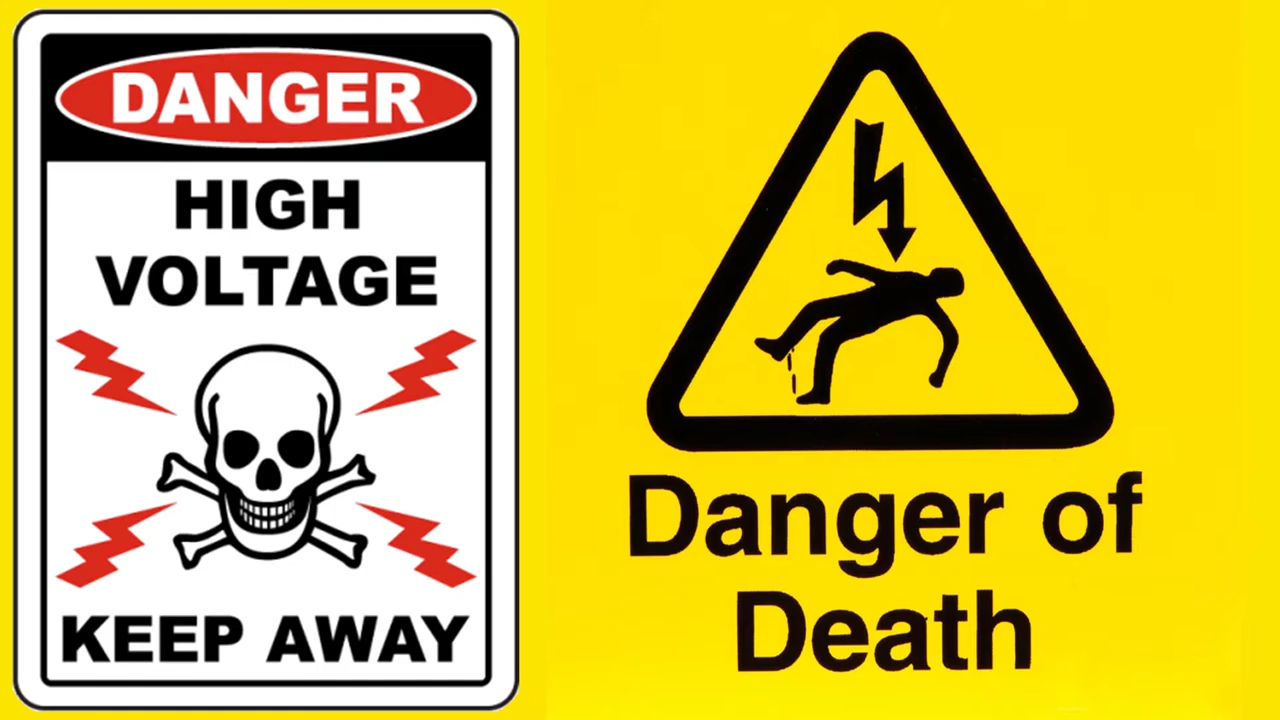 DANGER
HIGH
VOLTAGE
KEEP AWAY
Danger of
Death